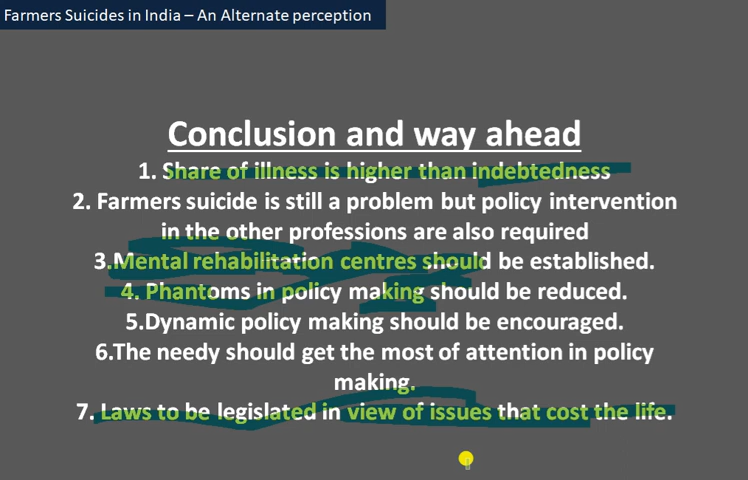 Farmers Suicides in India – An Alternate perception
Conclusion and way ahead
1. Share of illness is higher than indebtedness
2. Farmers suicide is still a problem but policy intervention
in the other professions are also required
3.Mental rehabilitation centres should be established.
4. Phantoms in policy making should be reduced.
5.Dynamic policy making should be encouraged.
6.The needy should get the most of attention in policy
making.
7. Laws to be legislated in view of issues that cost the life.